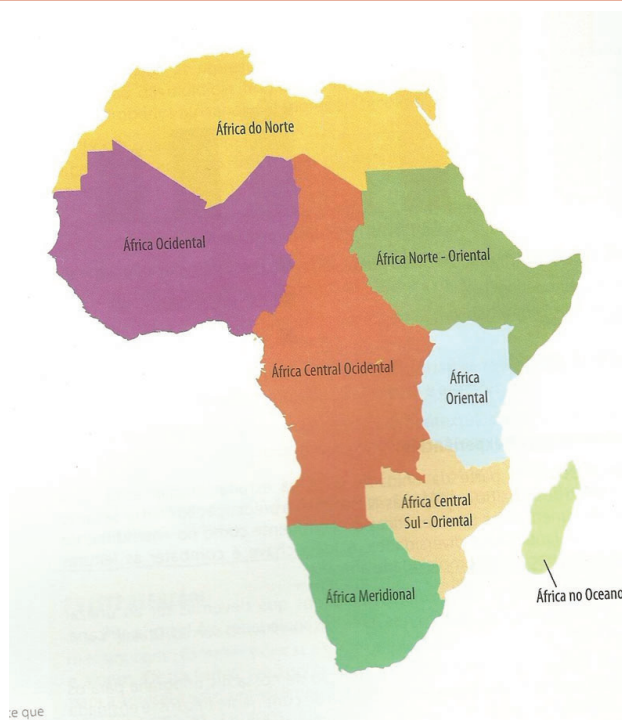 África do Norte
África Ocidental
África Norte - Oriental
África Central Ocidental
África
Oriental
África Central
Sul - Oriental
África no Oceano
África Meridional
te que